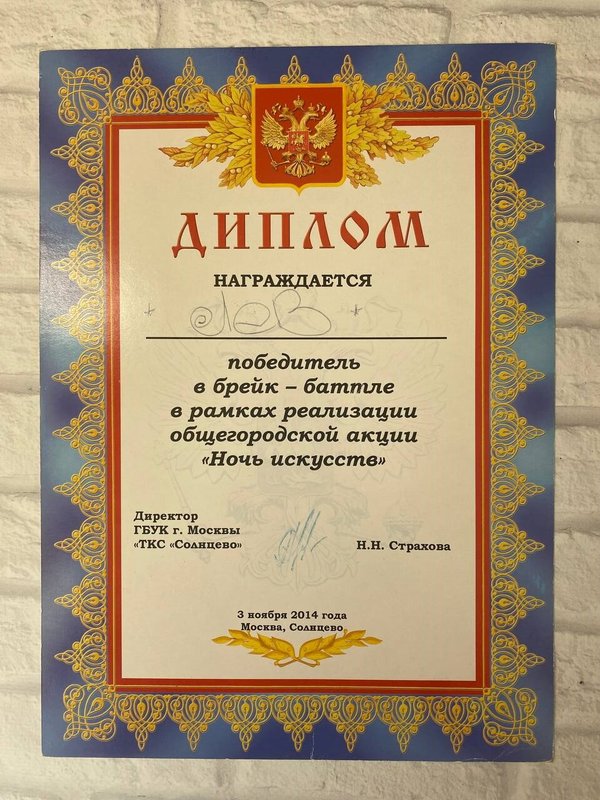 ДИПЛОМ
НАГРАЖДАЕТСЯ
ЛЕВ
победитель
в брейк – баттле
в рамках реализации
общегородской акции
«Ночь искусств»
Директор
ГБУК г. Москвы
«ТКС «Солнцево»
Н.Н. Страхова
3 ноября 2014 года
Москва, Солнцево